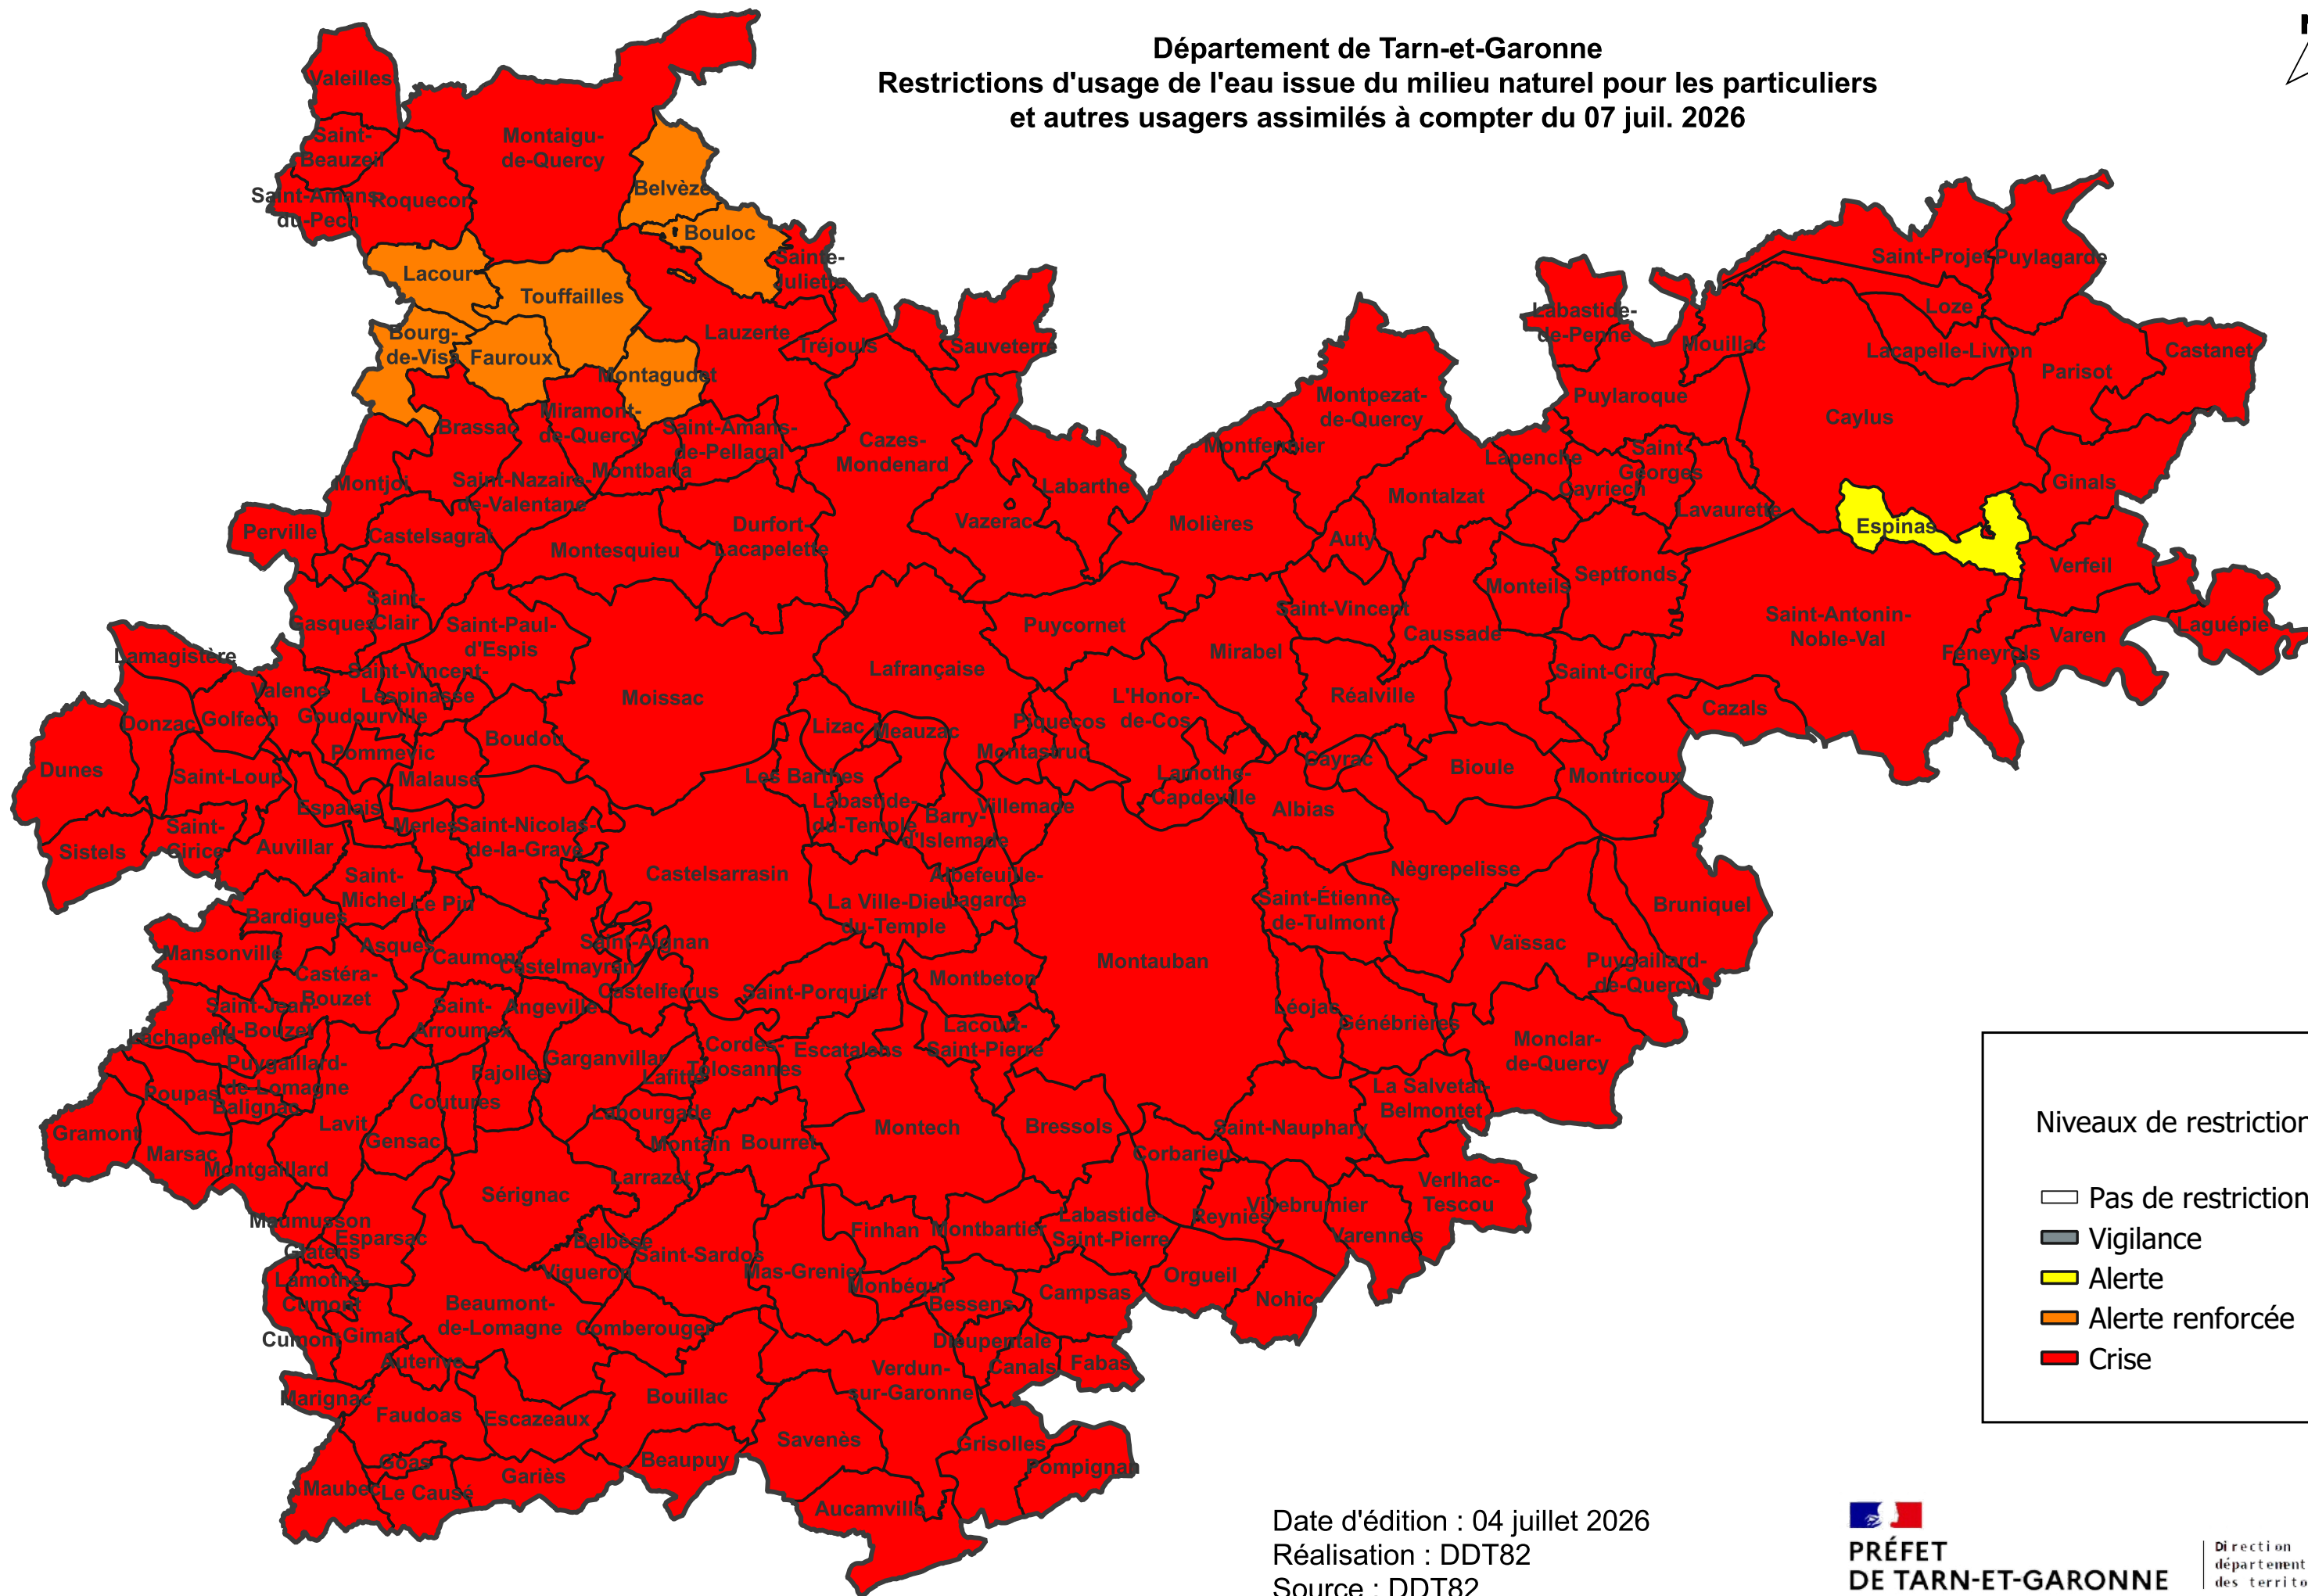 Département de Tarn-et-Garonne
Restrictions d'usage de l'eau issue du milieu naturel pour les particuliers
et autres usagers assimilés à compter du 07 juil. 2026
Valeilles
Saint-
Beauzeil
Montaigu-
de-Quercy
Saint-Amans-
du-Pech
Roquecor
Belvèze
Bouloc
Sainte-
Juliette
Lacour
Touffailles
Bourg-
de-Visa
Fauroux
Lauzerte
Tréjouls
Sauveterre
Montagudet
Miramont-
de-Quercy
Brassac
Saint-Amans-
de-Pellagal
Cazes-
Mondenard
Montbarla
Saint-Nazaire-
de-Valentane
Montjoi
Labarthe
Vazerac
Perville
Castelsagrat
Montesquieu
Durfort-
Lacapelette
Saint-Projet
Puylagarde
Labastide-
de-Penne
Loze
Mouillac
Lacapelle-Livron
Castanet
Parisot
Puylaroque
Montpezat-
de-Quercy
Caylus
Montfermier
Lapenche
Saint-
Georges
Cayriech
Ginals
Montalzat
Lavaurette
Molières
Espinas
Auty
Verfeil
Septfonds
Monteils
Saint-Vincent
Saint-Antonin-
Noble-Val
Laguépie
Varen
Féneyrols
Caussade
Puycornet
Mirabel
Saint-Cirq
Cazals
Réalville
Gasques
Saint-
Clair
Saint-Paul-
d'Espis
Lamagistère
Saint-Vincent-
Lespinasse
Valence
Goudourville
Moissac
Lafrançaise
L'Honor-
de-Cos
Piquecos
Donzac
Golfech
Pommevic
Boudou
Lizac
Meauzac
Montastruc
Dunes
Saint-Loup
Malause
Les Barthes
Lamothe-
Capdeville
Cayrac
Bioule
Montricoux
Espalais
Merles
Saint-Nicolas-
de-la-Grave
Labastide-
du-Temple
Barry-
d'Islemade
Villemade
Albias
Sistels
Saint-
Cirice
Auvillar
Saint-
Michel
Le Pin
Castelsarrasin
Albefeuille-
Lagarde
Nègrepelisse
La Ville-Dieu-
du-Temple
Saint-Étienne-
de-Tulmont
Bruniquel
Bardigues
Mansonville
Asques
Caumont
Saint-Aignan
Castelmayran
Vaïssac
Montauban
Puygaillard-
de-Quercy
Castéra-
Bouzet
Castelferrus
Saint-Porquier
Montbeton
Saint-Jean-
du-Bouzet
Saint-
Arroumex
Angeville
Léojac
Génébrières
Lachapelle
Lacourt-
Saint-Pierre
Escatalens
Cordes-
Tolosannes
Monclar-
de-Quercy
Puygaillard-
de-Lomagne
Garganvillar
Fajolles
Lafitte
Poupas
Balignac
Coutures
Labourgade
La Salvetat-
Belmontet
Gramont
Lavit
Gensac
Montaïn
Bourret
Montech
Bressols
Saint-Nauphary
Marsac
Montgaillard
Corbarieu
Larrazet
Sérignac
Verlhac-
Tescou
Villebrumier
Reyniès
Varennes
Maumusson
Esparsac
Glatens
Belbèse
Saint-Sardos
Finhan
Montbartier
Labastide-
Saint-Pierre
Lamothe-
Cumont
Vigueron
Mas-Grenier
Monbéqui
Orgueil
Nohic
Campsas
Bessens
Beaumont-
de-Lomagne
Comberouger
Cumont
Gimat
Dieupentale
Auterive
Canals
Fabas
Verdun-
sur-Garonne
Marignac
Bouillac
Faudoas
Escazeaux
Savenès
Grisolles
Goas
Gariès
Beaupuy
Pompignan
Maubec
Le Causé
Aucamville
Niveaux de restriction
Pas de restriction
Vigilance
Alerte
Alerte renforcée
Crise
Date d'édition : 04 juillet 2026
Réalisation : DDT82
Source : DDT82
PRÉFET
DE TARN-ET-GARONNE
Direction
département
des territo